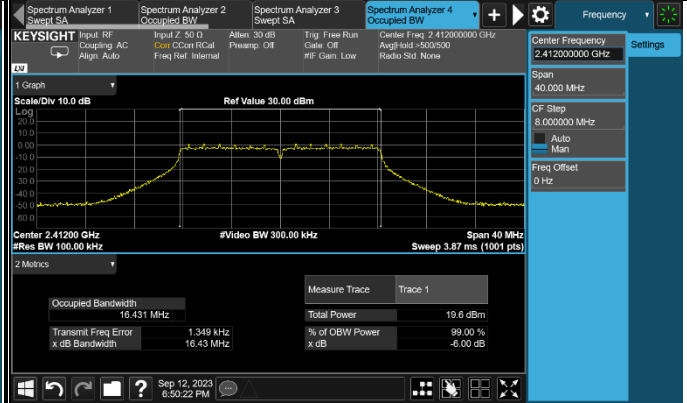 Spectrum Analyzer 1
Swept SA
Spectrum Analyzer 2
Occupied BW
Spectrum Analyzer 3
Swept SA
Spectrum Analyzer 4
Occupied BW
Frequency
KEYSIGHT
Input: RF
Coupling: AC
Align: Auto
Input Z: 50 Ω
Corr CCorr RCal
Freq Ref: Internal
Atten: 30 dB
Preamp: Off
Trig: Free Run
Gate: Off
#IF Gain: Low
Center Freq: 2.412000000 GHz
Avg|Hold:>500/500
Radio Std: None
LXI
Center Frequency
2.412000000 GHz
Settings
Span
40.000 MHz
CF Step
8.000000 MHz
Auto
Man
Freq Offset
0 Hz
1 Graph
Scale/Div 10.0 dB
Ref Value 30.00 dBm
Log
20.0
10.0
0.00
-10.0
-20.0
-30.0
-40.0
-50.0
-60.0
Center 2.41200 GHz
#Video BW 300.00 kHz
Span 40 MHz
#Res BW 100.00 kHz
Sweep 3.87 ms (1001 pts)
2 Metrics
Measure Trace
Trace 1
Occupied Bandwidth
16.431 MHz
Total Power
19.6 dBm
Transmit Freq Error
1.349 kHz
% of OBW Power
99.00 %
x dB Bandwidth
16.43 MHz
x dB
-6.00 dB
?
Sep 12, 2023
6:50:22 PM